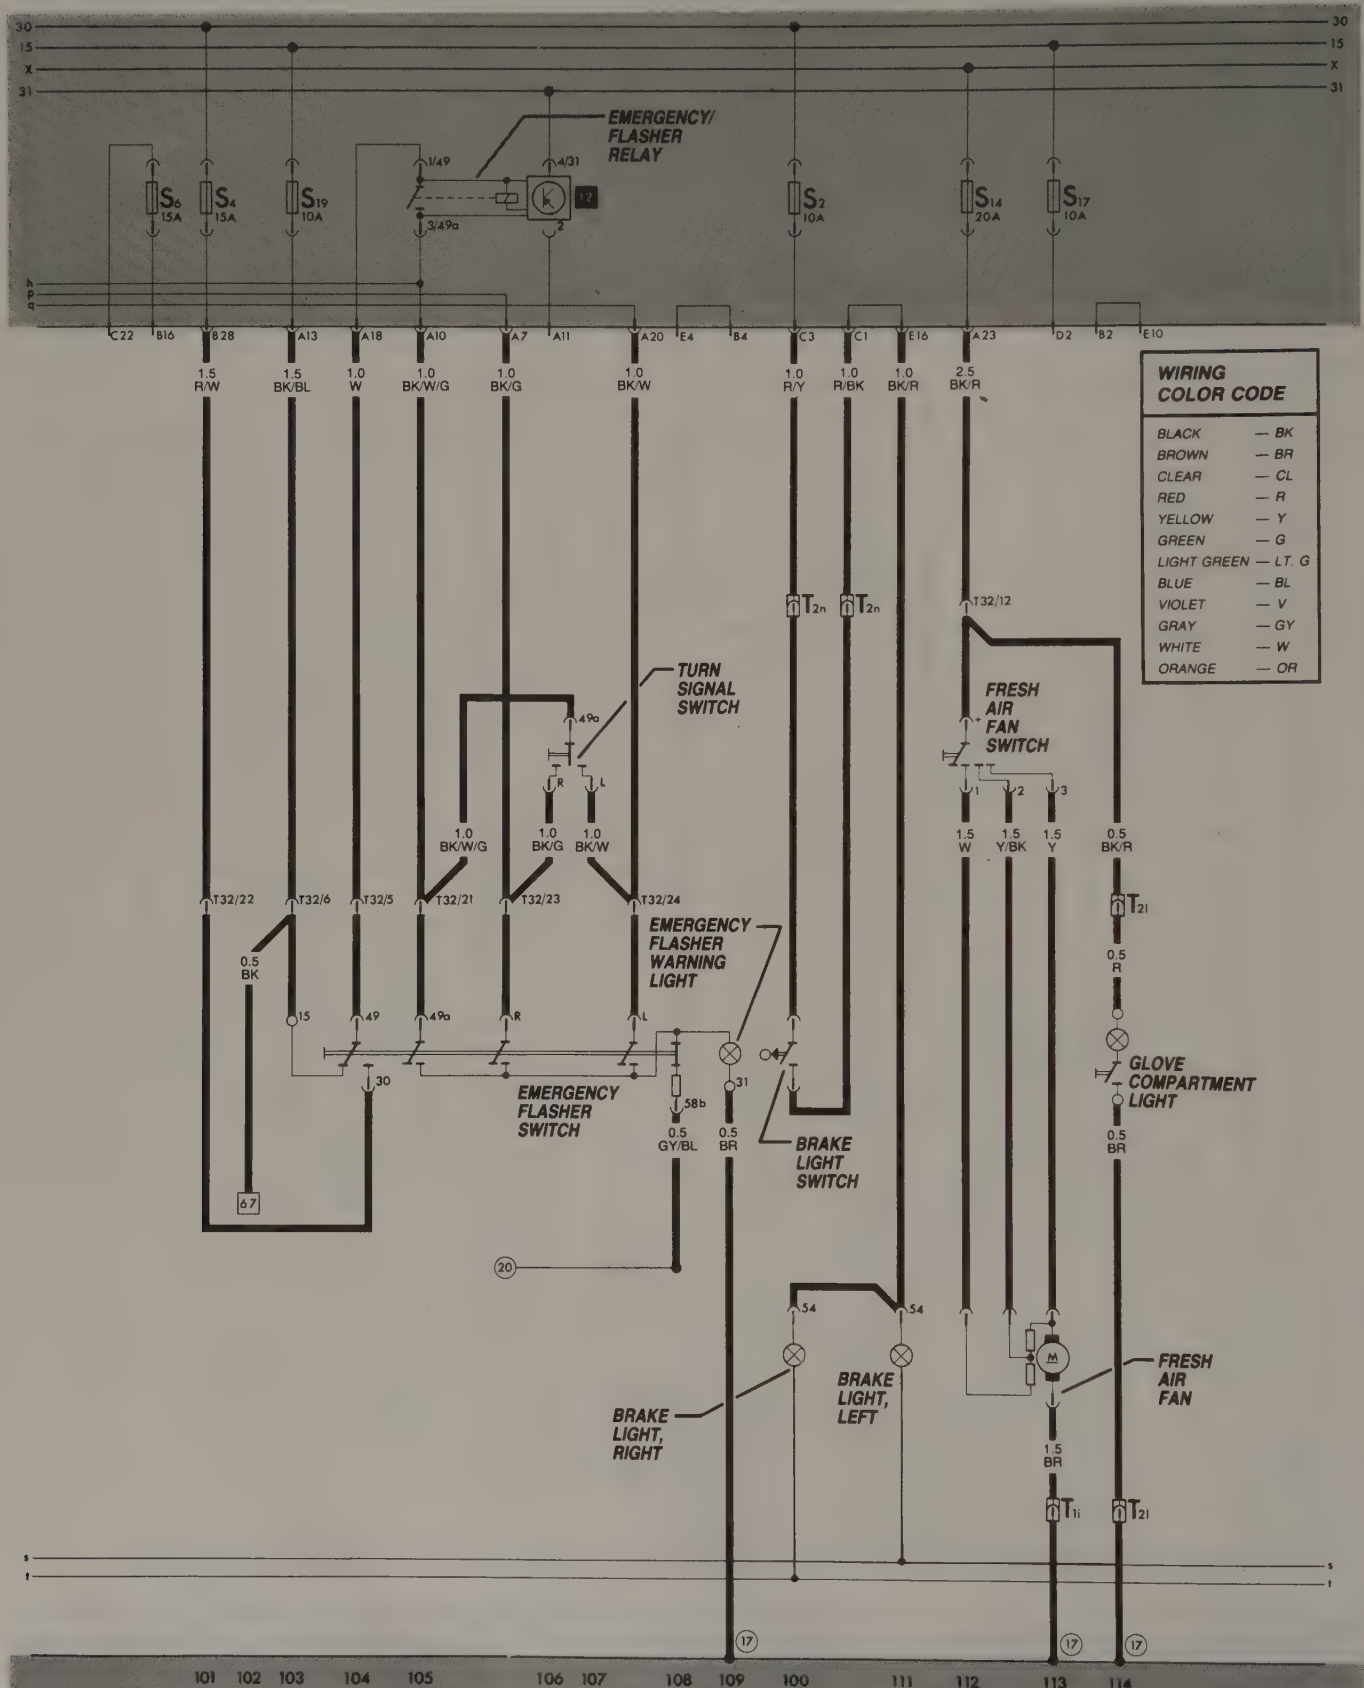 30 30
15 15
X X
31 31
EMERGENCY/
FLASHER
RELAY
1/49
4/31
S6
15A
S4
15A
S19
10A
12
S2
10A
S14
20A
S17
10A
3/49a
2
h
p
q
C22 B16 B28 A13 A18 A10 A7 A11 A20 E4 B4 C3 C1 E16 A23 D2 B2 E10
1.5
R/W
1.5
BK/BL
1.0
W
1.0
BK/W/G
1.0
BK/G
1.0
BK/W
1.0
R/Y
1.0
R/BK
1.0
BK/R
2.5
BK/R
WIRING
COLOR CODE
BLACK — BK
BROWN — BR
CLEAR — CL
RED — R
YELLOW — Y
GREEN — G
LIGHT GREEN — LT. G
BLUE — BL
VIOLET — V
GRAY — GY
WHITE — W
ORANGE — OR
T2n T2n
T32/12
TURN
SIGNAL
SWITCH
49a
R L
FRESH
AIR
FAN
SWITCH
+
1 2 3
1.0
BK/W/G
1.0
BK/G
1.0
BK/W
1.5
W
1.5
Y/BK
1.5
Y
0.5
BK/R
T32/22 T32/6 T32/5 T32/21 T32/23 T32/24
T2l
EMERGENCY
FLASHER
WARNING
LIGHT
0.5
BK
0.5
R
15 49 49a R L
30
31
58b
EMERGENCY
FLASHER
SWITCH
GLOVE
COMPARTMENT
LIGHT
0.5
GY/BL
0.5
BR
0.5
BR
BRAKE
LIGHT
SWITCH
67
20
54 54
M
FRESH
AIR
FAN
BRAKE
LIGHT,
LEFT
BRAKE
LIGHT,
RIGHT
1.5
BR
T1i T2l
s s
t t
17 17 17
101 102 103 104 105 106 107 108 109 100 111 112 113 114